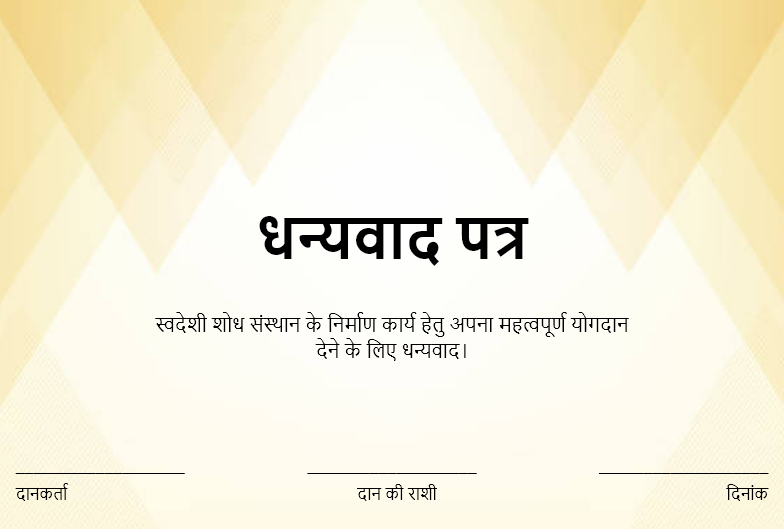 धन्यवाद पत्र
स्वदेशी शोध संस्थान के निर्माण कार्य हेतु अपना महत्वपूर्ण योगदान
देने के लिए धन्यवाद।
दानकर्ता
दान की राशी
दिनांक